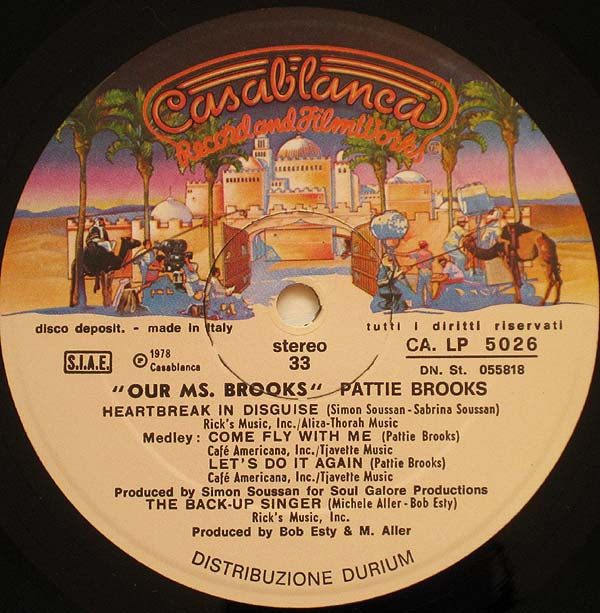 Casablanca
Record and FilmWorks
disco deposit. - made in Italy
tutti i diritti riservati
S.I.A.E.
℗ 1978
Casablanca
stereo
33
CA. LP 5026
DN. St. 055818
"OUR MS. BROOKS" PATTIE BROOKS
HEARTBREAK IN DISGUISE (Simon Soussan - Sabrina Soussan)
Rick's Music, Inc./Aliza-Thorah Music
Medley: COME FLY WITH ME (Pattie Brooks)
Café Americana, Inc./Tjavette Music
LET'S DO IT AGAIN (Pattie Brooks)
Café Americana, Inc./Tjavette Music
Produced by Simon Soussan for Soul Galore Productions
THE BACK-UP SINGER (Michele Aller - Bob Esty)
Rick's Music, Inc.
Produced by Bob Esty & M. Aller
DISTRIBUZIONE DURIUM